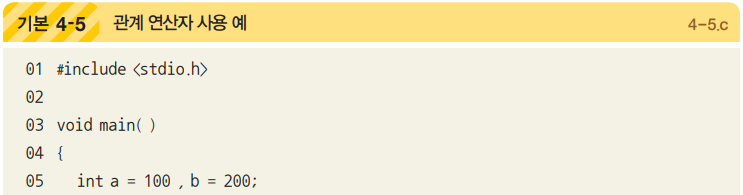 기본 4-5 관계 연산자 사용 예 4-5.c
01 #include <stdio.h>
02
03 void main( )
04 {
05 int a = 100 , b = 200;